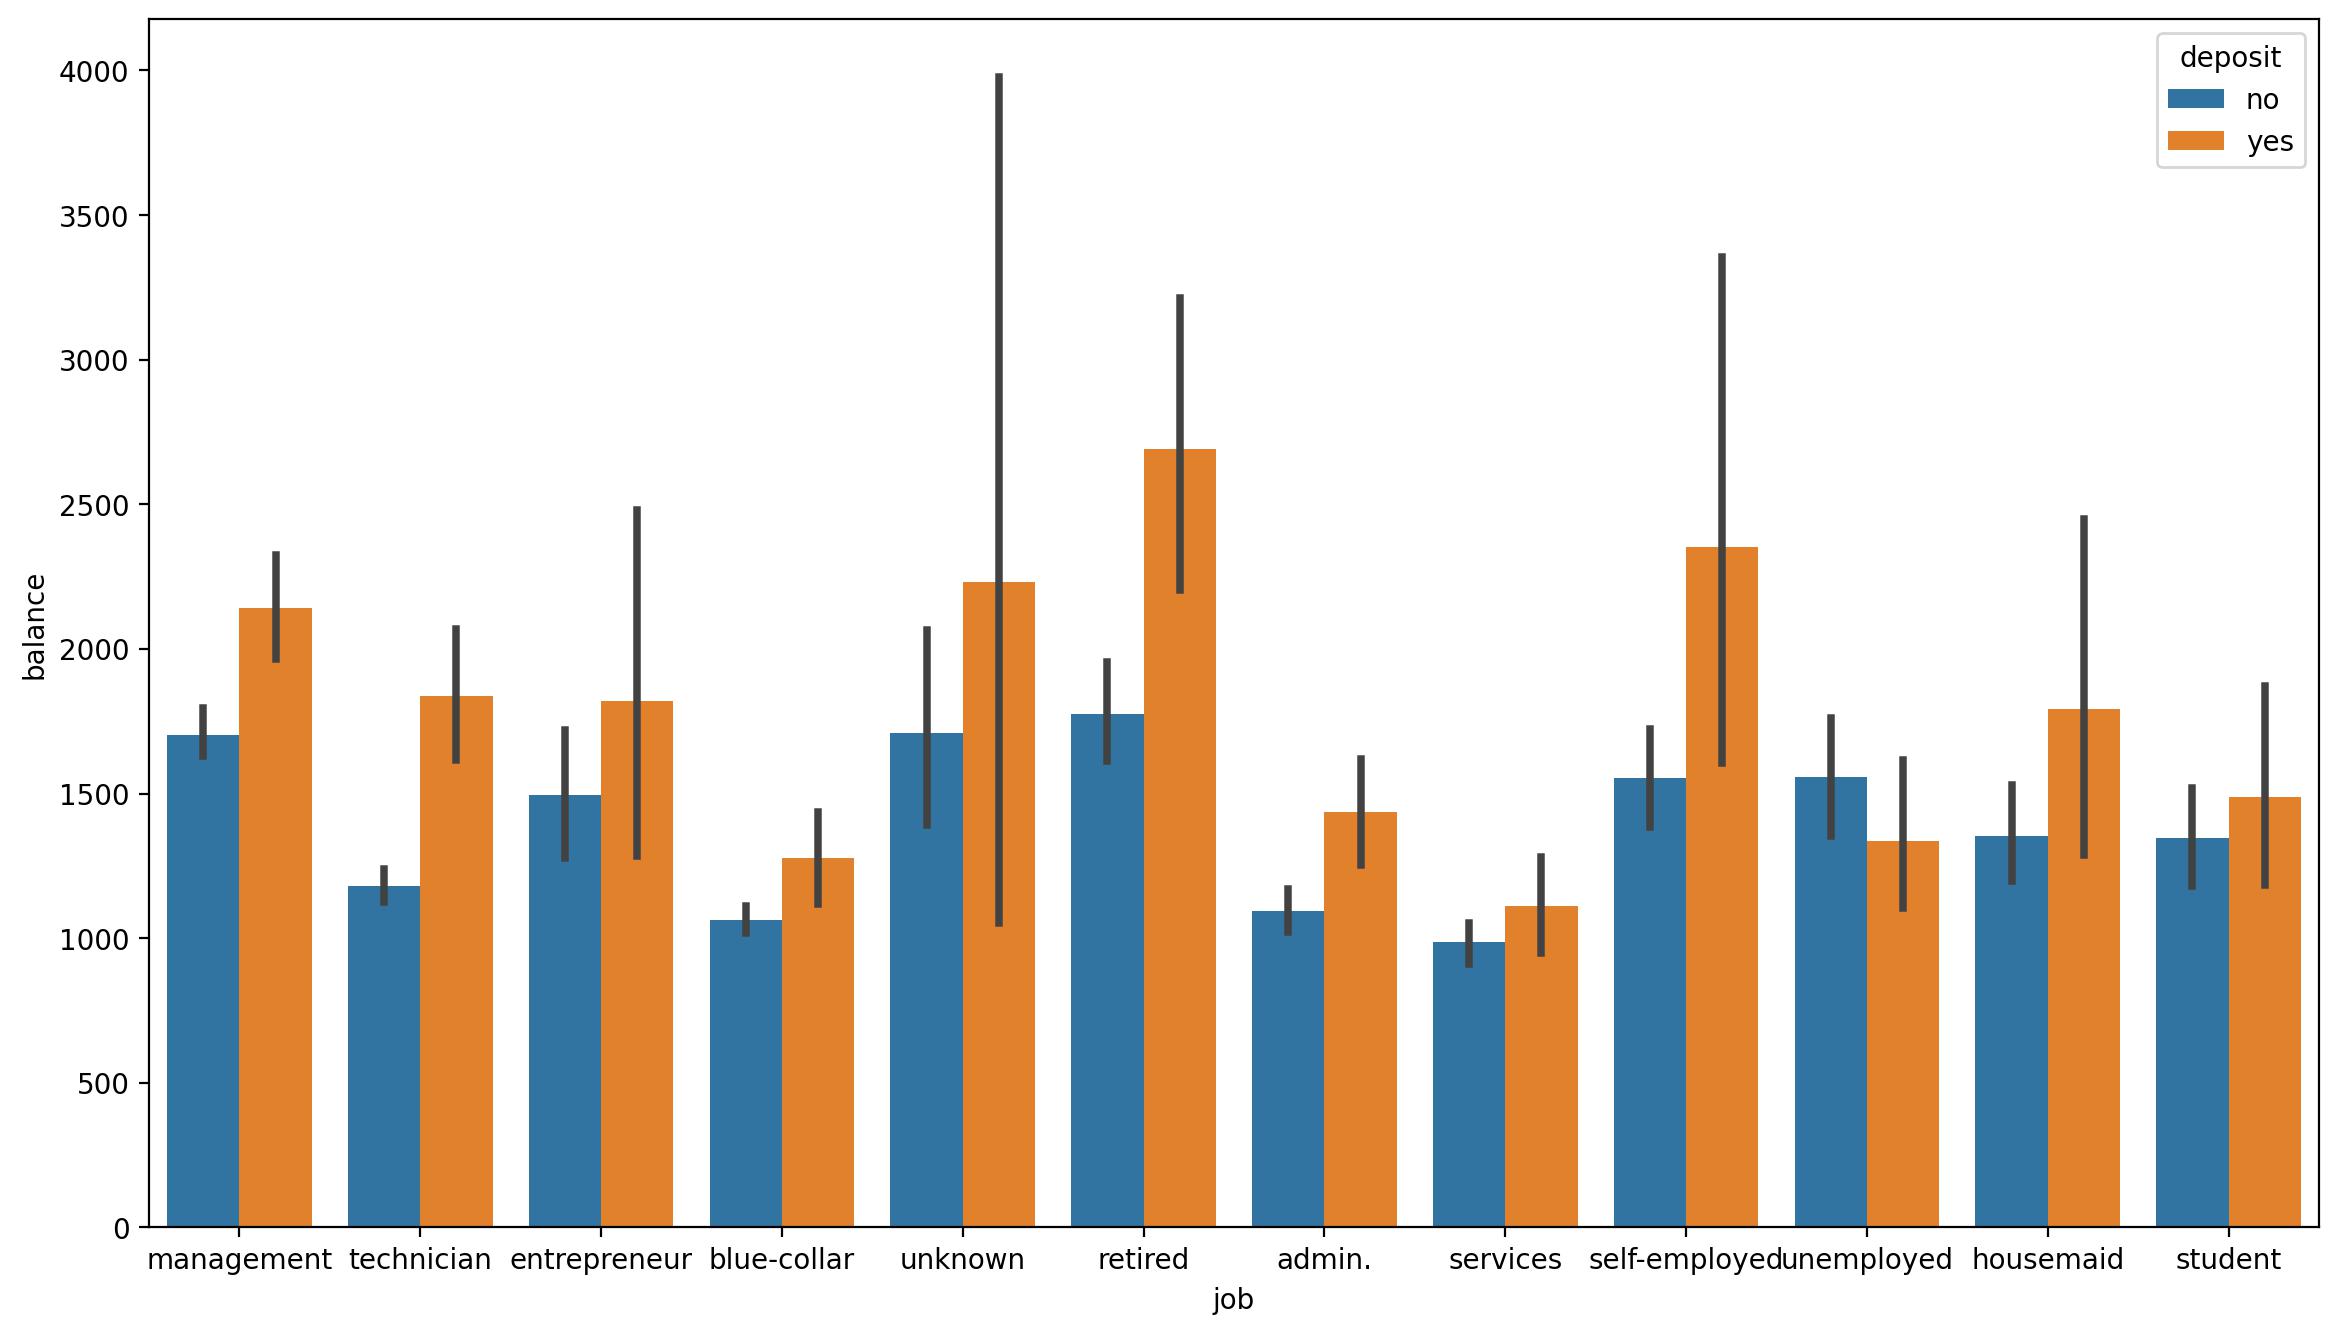 deposit
no
yes
4000
3500
3000
2500
2000
1500
1000
500
0
balance
management technician entrepreneur blue-collar unknown retired admin. services self-employed unemployed housemaid student
job